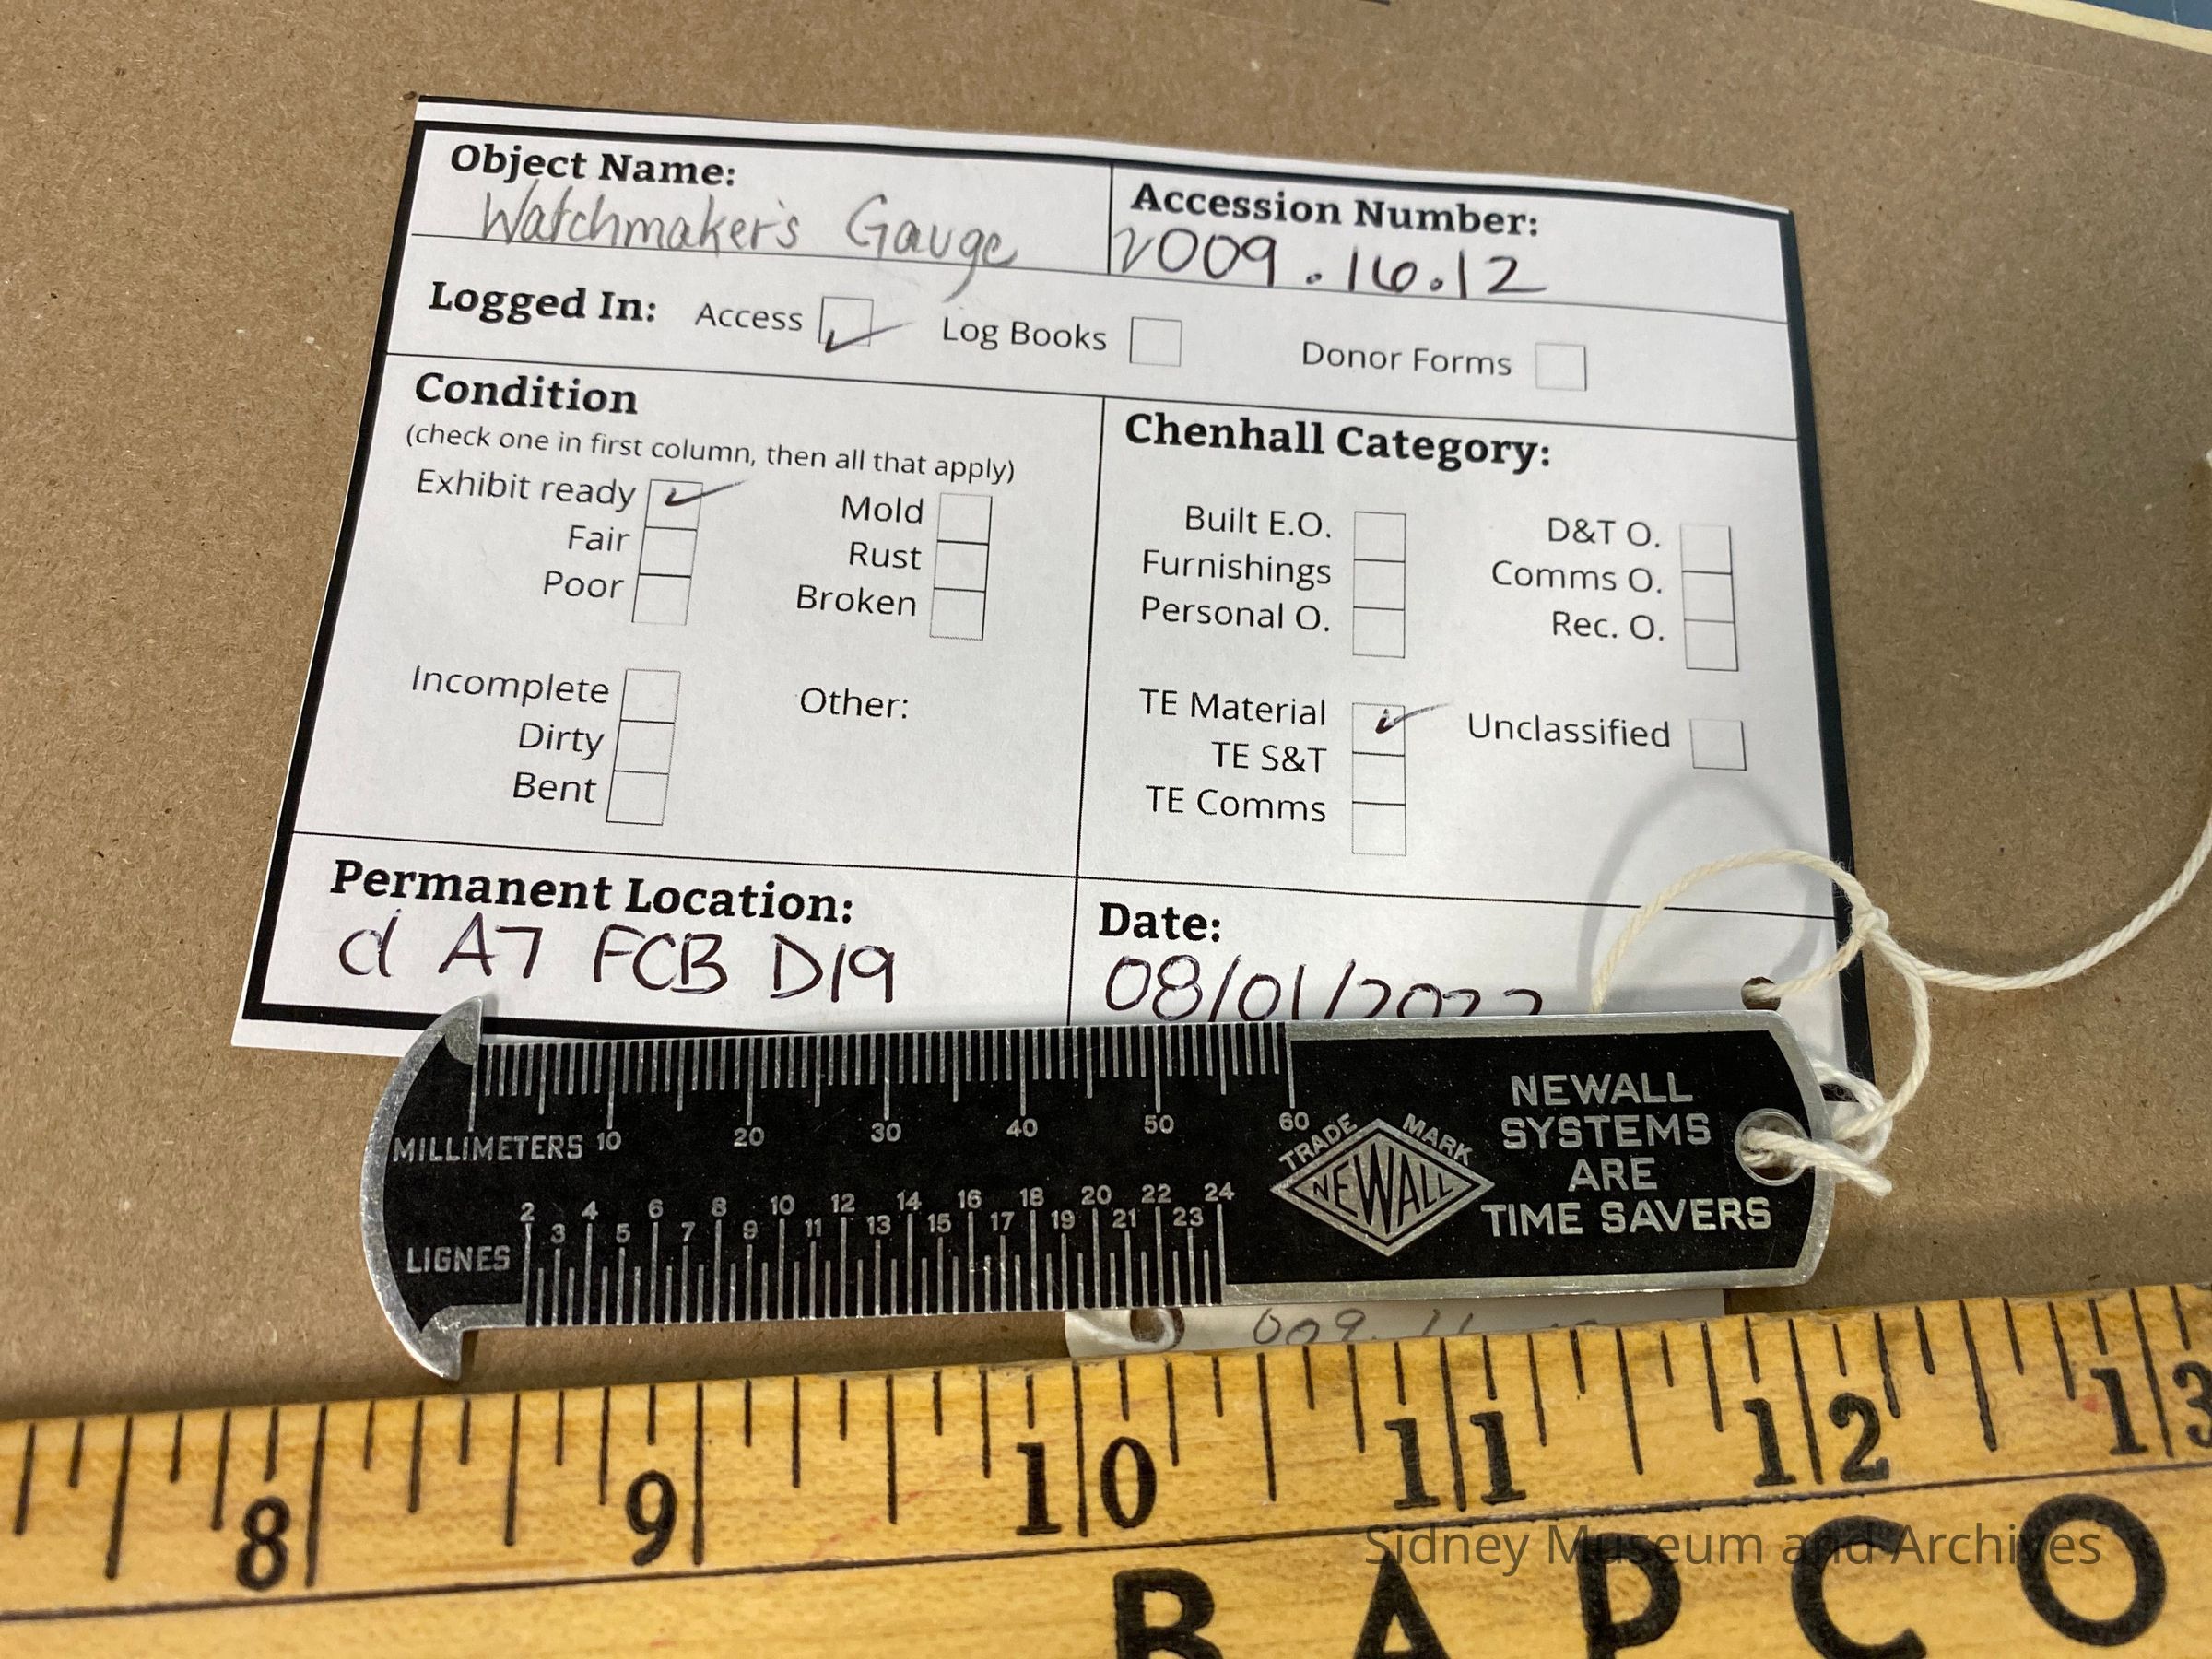 Object Name:
Watchmaker's Gauge
Accession Number:
2009.16.12
Logged In: Access Log Books Donor Forms
Condition
(check one in first column, then all that apply)
Exhibit ready Mold
Fair Rust
Poor Broken
Incomplete Other:
Dirty
Bent
Chenhall Category:
Built E.O. D&T O.
Furnishings Comms O.
Personal O. Rec. O.
TE Material Unclassified
TE S&T
TE Comms
Permanent Location:
d A7 FCB D19
Date:
08/01/2022
MILLIMETERS 10 20 30 40 50 60
2 4 6 8 10 12 14 16 18 20 22 24
3 5 7 9 11 13 15 17 19 21 23
LIGNES
TRADE MARK
NEWALL
NEWALL
SYSTEMS
ARE
TIME SAVERS
009.
8 9 10 11 12 13
BAPCO
Sidney Museum and Archives